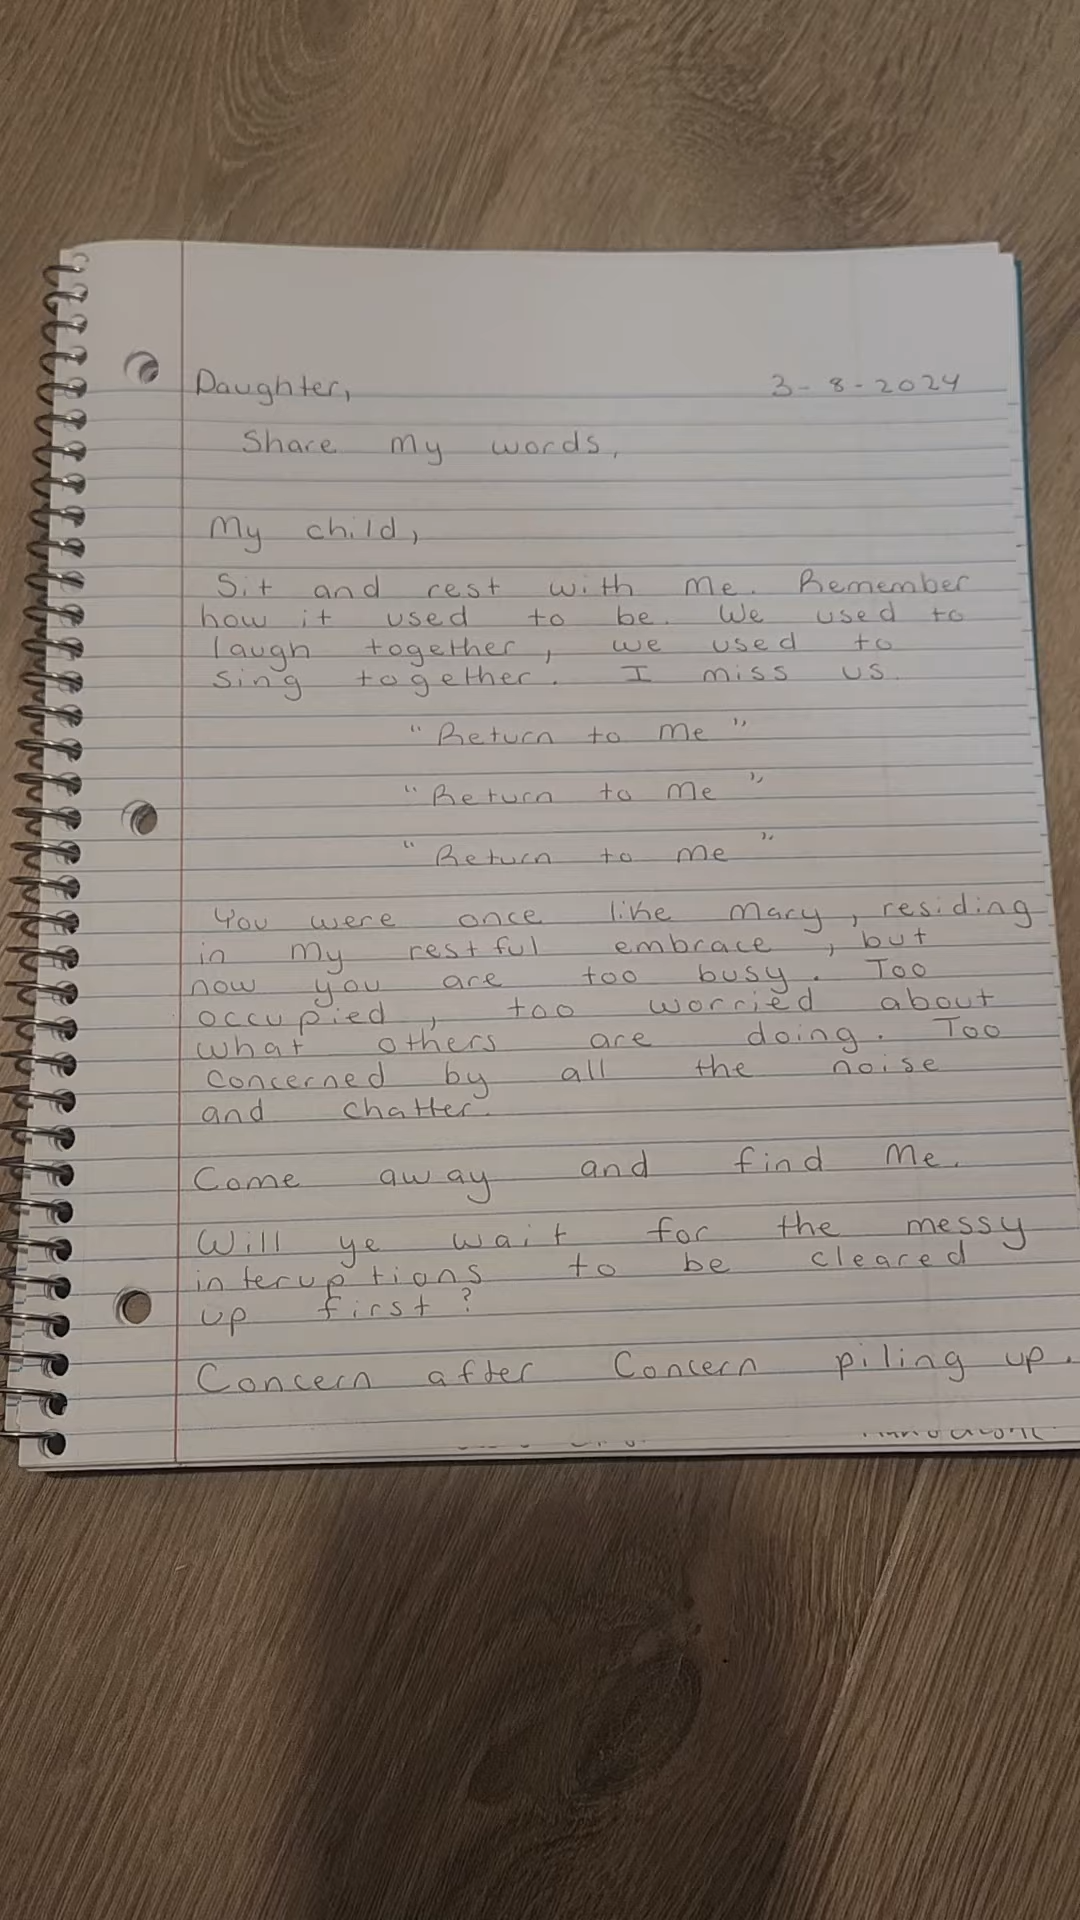 Daughter, 3-8-2024
Share My words,
My child,
Sit and rest with Me. Remember
how it used to be. We used to
laugh together, we used to
sing together. I miss us.
"Return to Me"
"Return to Me"
"Return to Me"
You were once like Mary, residing
in My restful embrace, but
now you are too busy. Too
occupied, too worried about
what others are doing. Too
concerned by all the noise
and chatter.
Come away and find Me.
Will ye wait for the messy
interuptions to be cleared
up first?
Concern after Concern piling up.